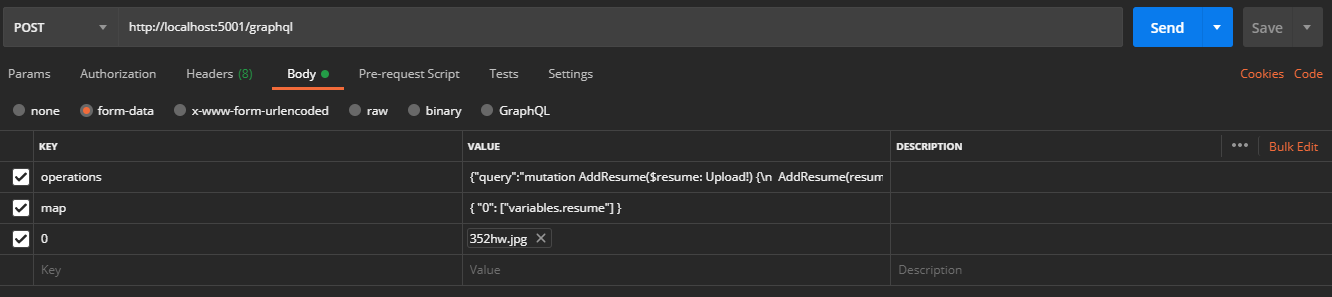 POST http://localhost:5001/graphql Send Save
Params Authorization Headers (8) Body Pre-request Script Tests Settings Cookies Code
none form-data x-www-form-urlencoded raw binary GraphQL
KEY VALUE DESCRIPTION ••• Bulk Edit
operations {"query":"mutation AddResume($resume: Upload!) {\n AddResume(resum
map { "0": ["variables.resume"] }
0 352hw.jpg
Key Value Description